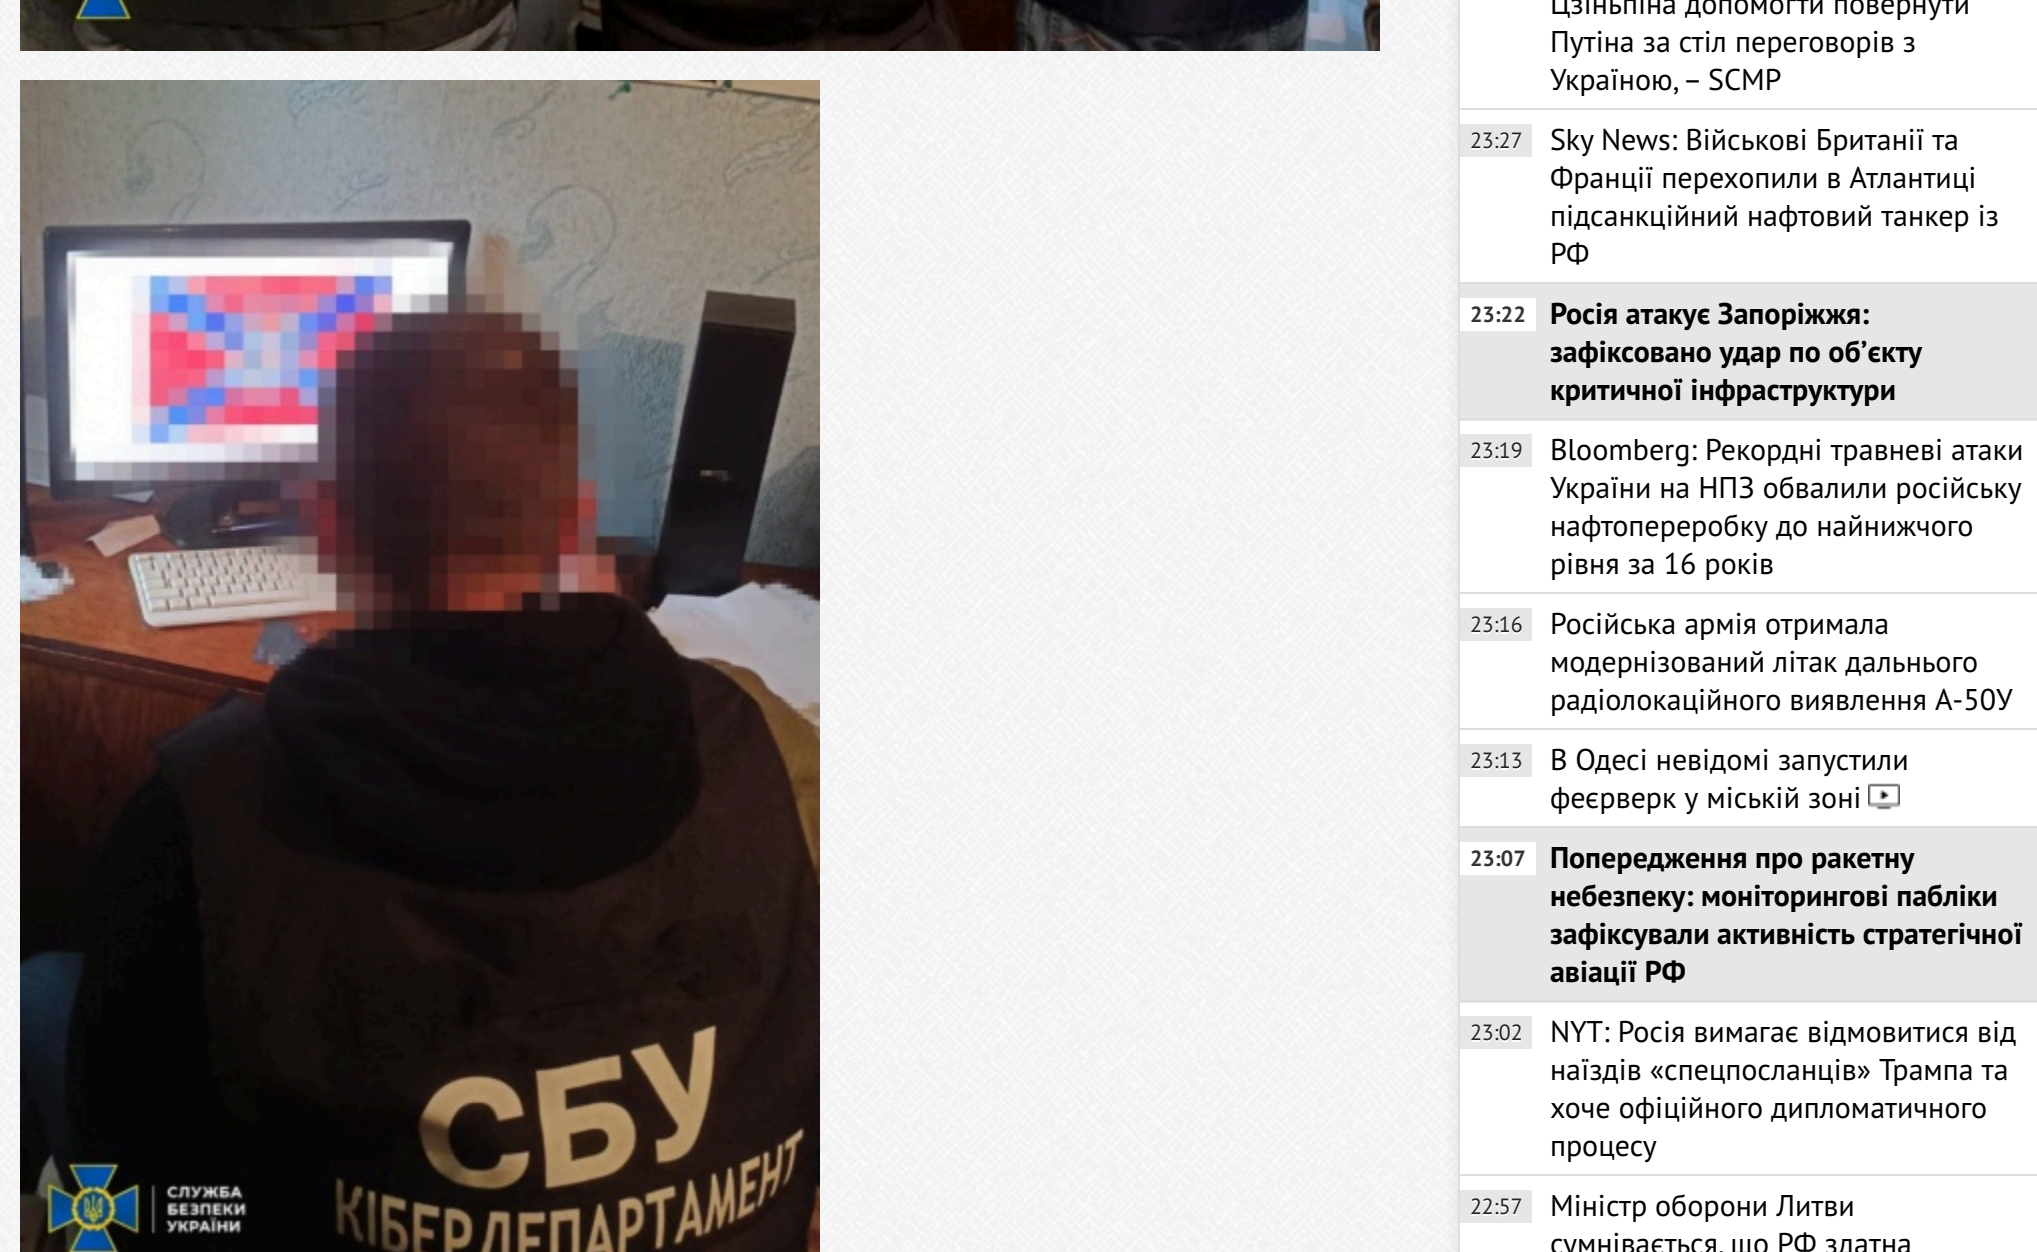 СБУ
КІБЕРДЕПАРТАМЕНТ
СЛУЖБА
БЕЗПЕКИ
УКРАЇНИ
Цзіньпіна допомогти повернути
Путіна за стіл переговорів з
Україною, – SCMP
23:27 Sky News: Військові Британії та
Франції перехопили в Атлантиці
підсанкційний нафтовий танкер із
РФ
23:22 Росія атакує Запоріжжя:
зафіксовано удар по об’єкту
критичної інфраструктури
23:19 Bloomberg: Рекордні травневі атаки
України на НПЗ обвалили російську
нафтопереробку до найнижчого
рівня за 16 років
23:16 Російська армія отримала
модернізований літак дальнього
радіолокаційного виявлення А-50У
23:13 В Одесі невідомі запустили
феєрверк у міській зоні
23:07 Попередження про ракетну
небезпеку: моніторингові пабліки
зафіксували активність стратегічної
авіації РФ
23:02 NYT: Росія вимагає відмовитися від
наїздів «спецпосланців» Трампа та
хоче офіційного дипломатичного
процесу
22:57 Міністр оборони Литви
сумнівається, що РФ здатна